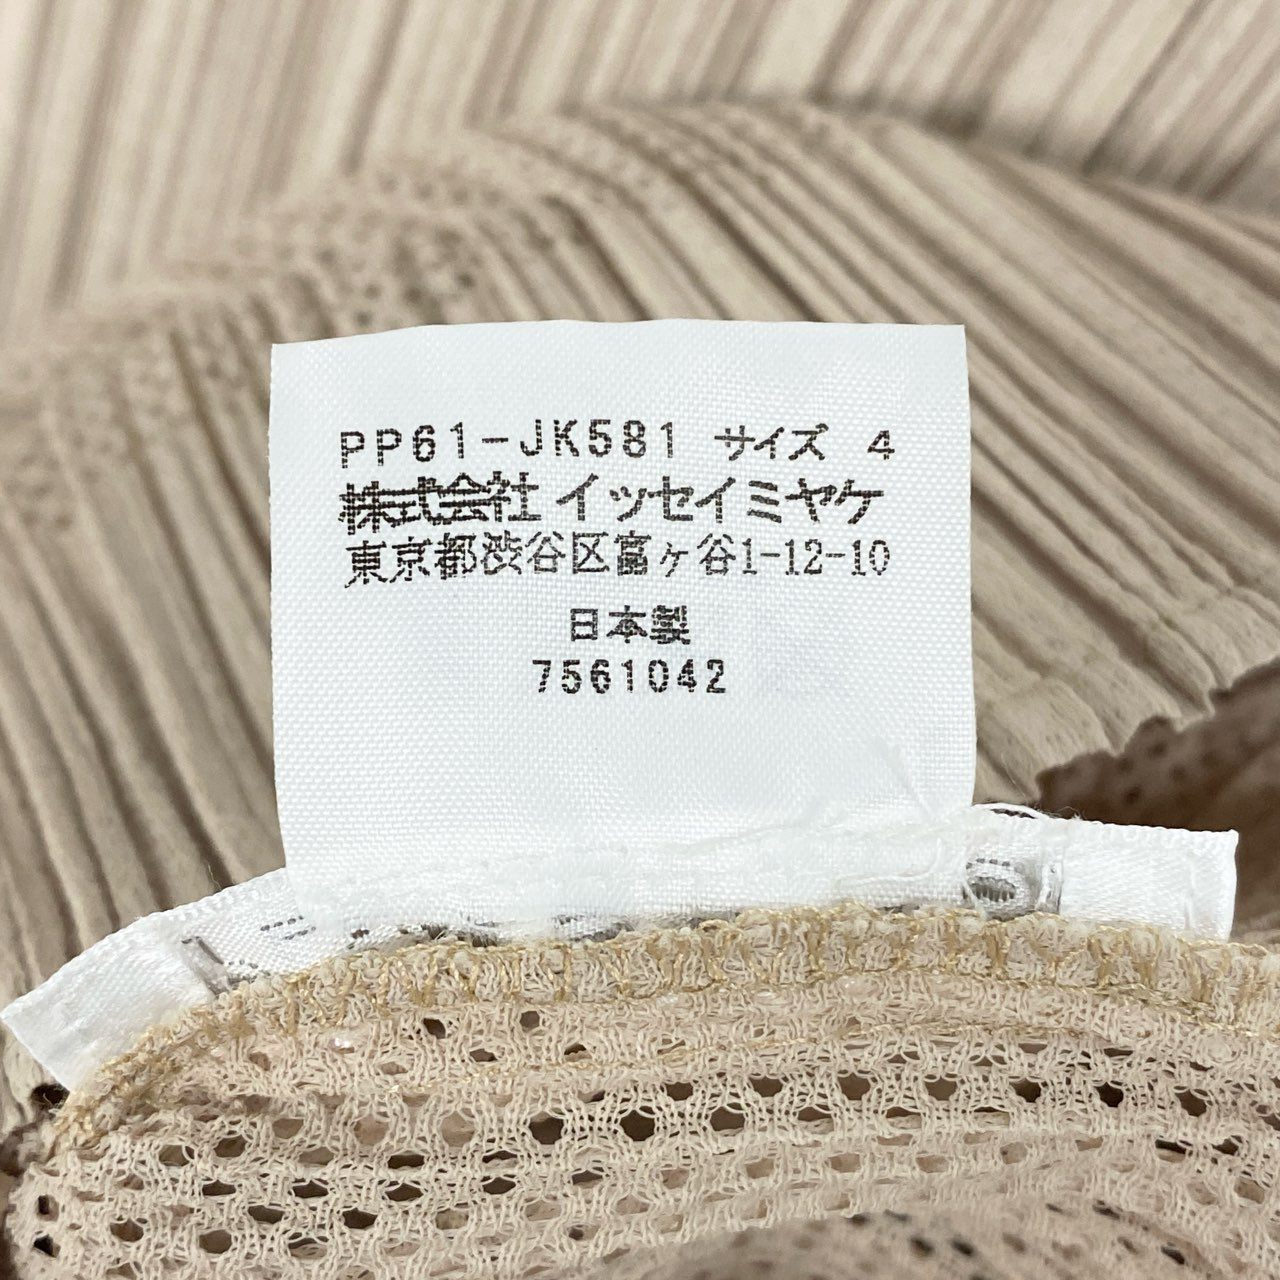 PP61-JK581 サイズ 4
株式会社 イッセイミヤケ
東京都渋谷区富ヶ谷1-12-10
日本製
7561042